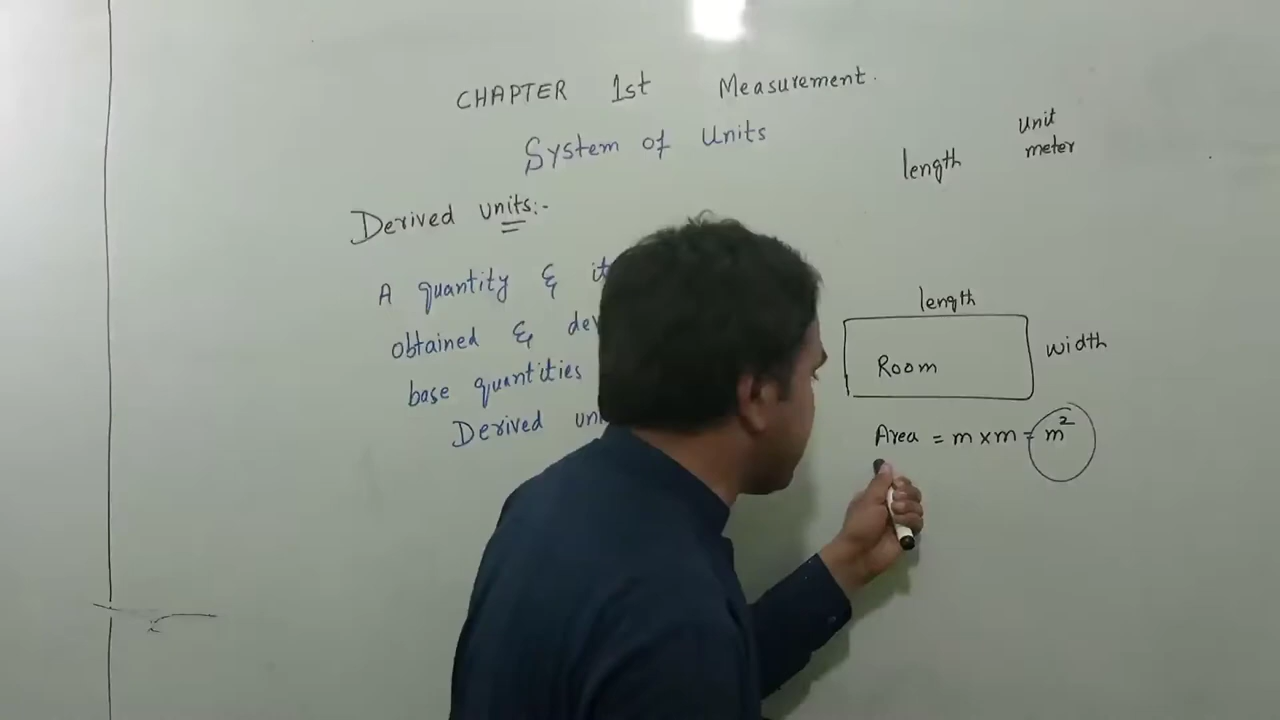 CHAPTER 1st Measurement.
System of Units
Derived units:-
A quantity & it
obtained & de
base quantities
Derived un
length
unit
meter
length
Room
width
Area = m x m = m²